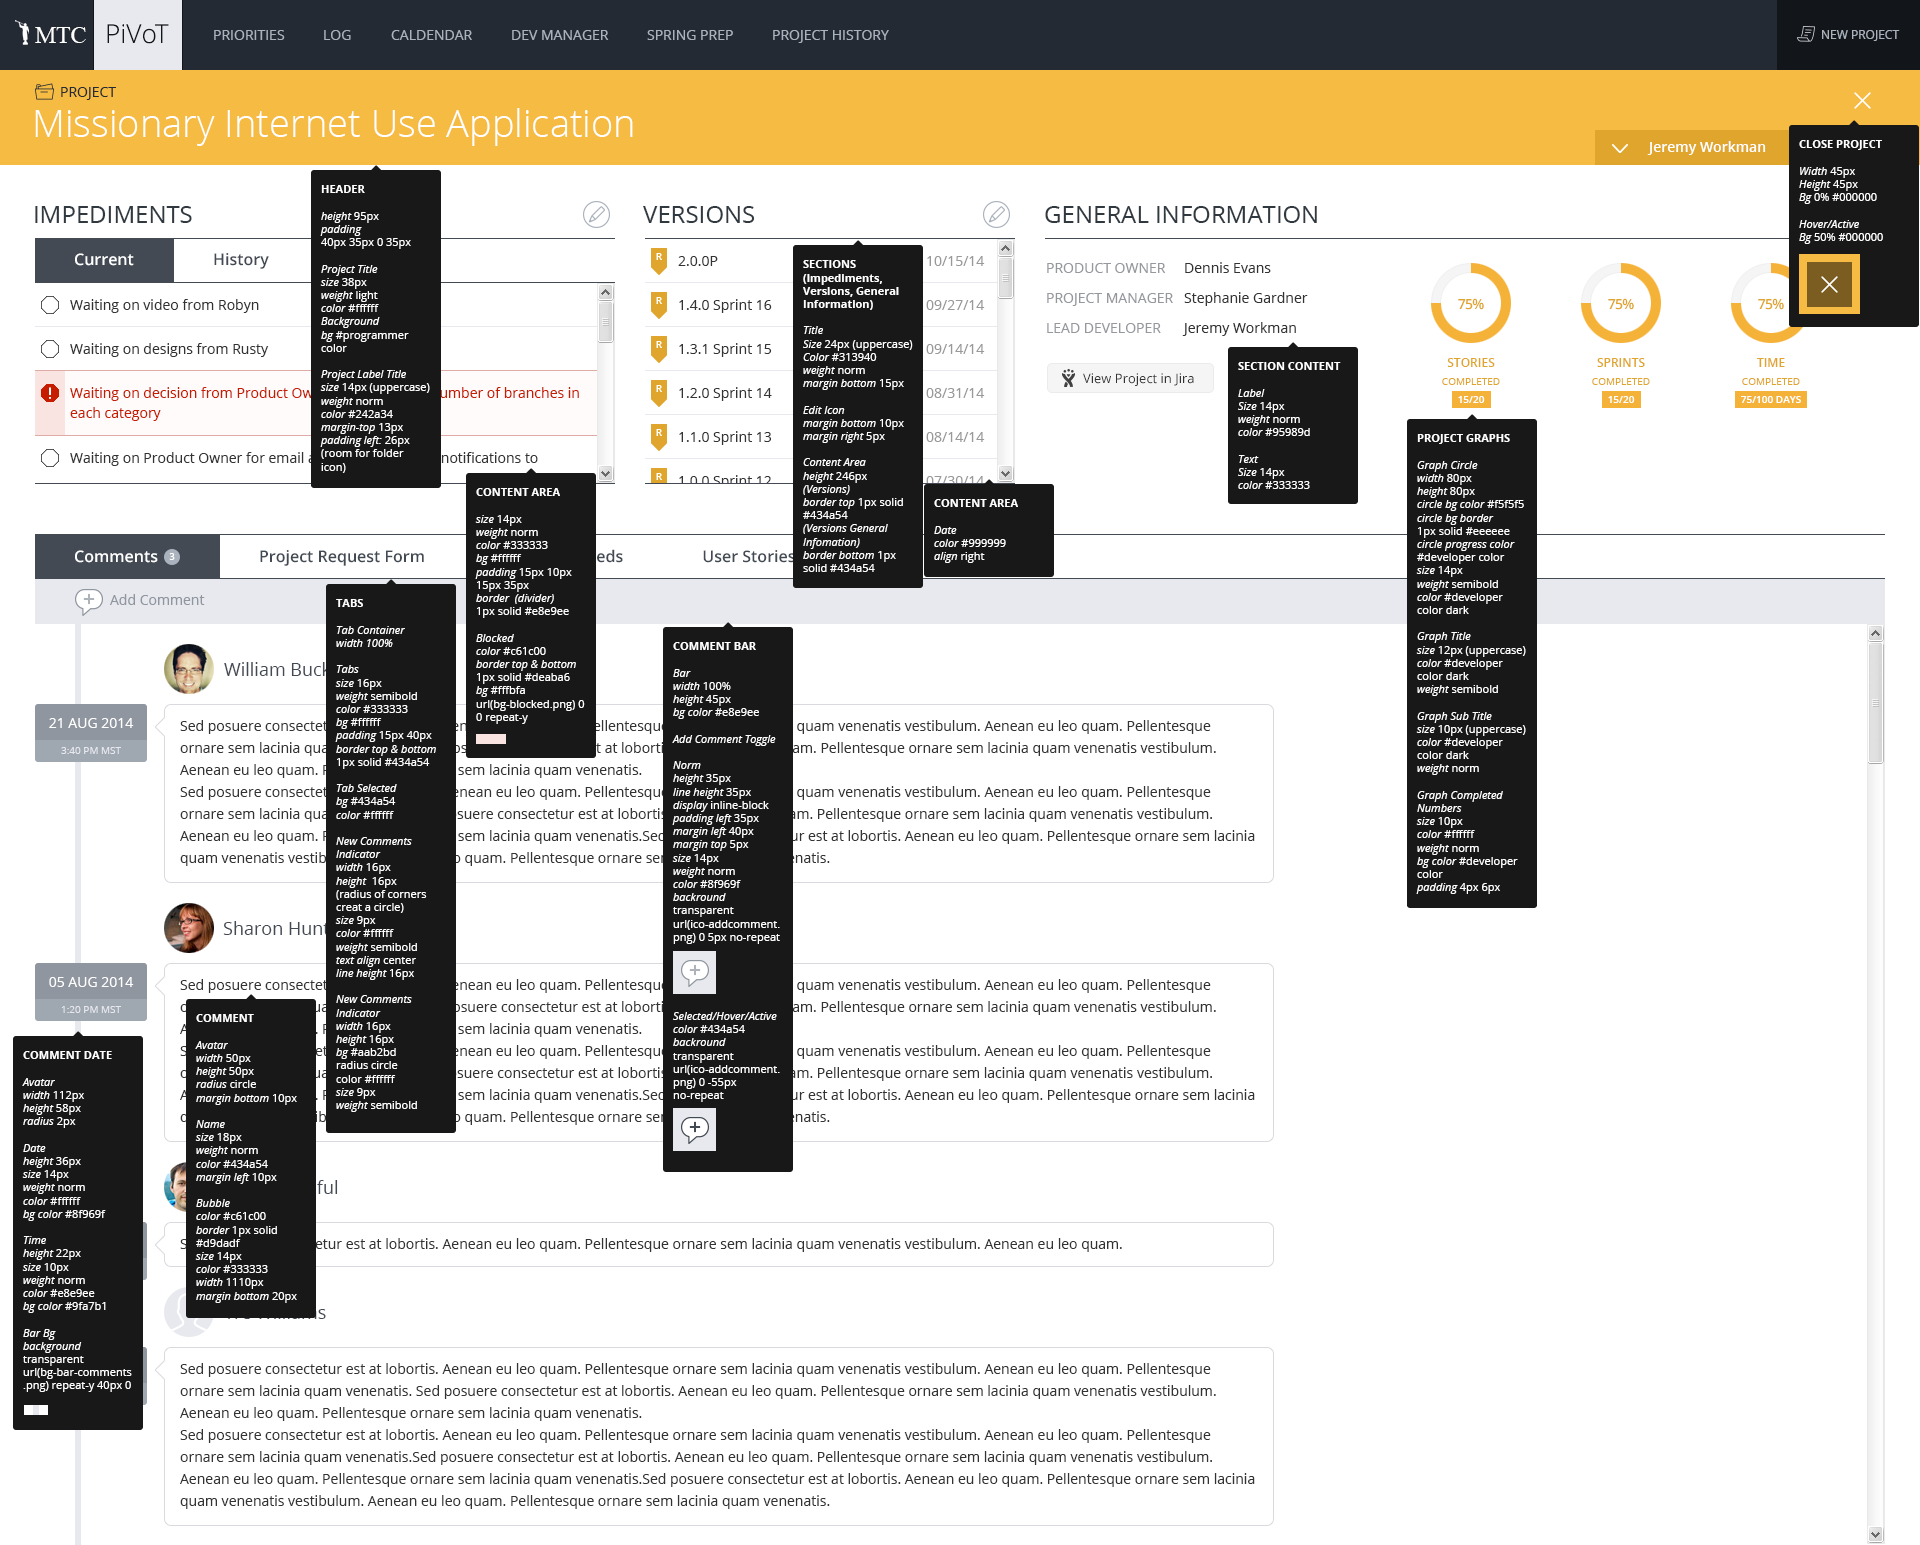 MTC
PiVoT
PRIORITIES
LOG
CALDENDAR
DEV MANAGER
SPRING PREP
PROJECT HISTORY
NEW PROJECT
PROJECT
Missionary Internet Use Application
Jeremy Workman
CLOSE PROJECT
Width 45px
Height 45px
Bg 0% #000000
Hover/Active
Bg 50% #000000
IMPEDIMENTS
Current
History
Waiting on video from Robyn
Waiting on designs from Rusty
Waiting on decision from Product Ow
umber of branches in
each category
Waiting on Product Owner for email
notifications to
HEADER
height 95px
padding
40px 35px 0 35px
Project Title
size 38px
weight light
color #ffffff
Background
bg #programmer
color
Project Label Title
size 14px (uppercase)
weight norm
color #242a34
margin-top 13px
padding left: 26px
(room for folder
icon)
VERSIONS
R 2.0.0P 10/15/14
R 1.4.0 Sprint 16 09/27/14
R 1.3.1 Sprint 15 09/14/14
R 1.2.0 Sprint 14 08/31/14
R 1.1.0 Sprint 13 08/14/14
R 1.0.0 Sprint 12 07/30/14
SECTIONS
(Impediments,
Versions, General
Information)
Title
Size 24px (uppercase)
Color #313940
weight norm
margin bottom 15px
Edit Icon
margin bottom 10px
margin right 5px
Content Area
height 246px
(Versions)
border top 1px solid
#434a54
(Versions General
Infomation)
border bottom 1px
solid #434a54
CONTENT AREA
Date
color #999999
align right
GENERAL INFORMATION
PRODUCT OWNER Dennis Evans
PROJECT MANAGER Stephanie Gardner
LEAD DEVELOPER Jeremy Workman
View Project in Jira
SECTION CONTENT
Label
Size 14px
weight norm
color #95989d
Text
Size 14px
color #333333
75%
STORIES
COMPLETED
15/20
75%
SPRINTS
COMPLETED
15/20
75%
TIME
COMPLETED
75/100 DAYS
PROJECT GRAPHS
Graph Circle
width 80px
height 80px
circle bg color #f5f5f5
circle bg border
1px solid #eeeeee
circle progress color
#developer color
size 14px
weight semibold
color #developer
color dark
Graph Title
size 12px (uppercase)
color #developer
color dark
weight semibold
Graph Sub Title
size 10px (uppercase)
color #developer
color dark
weight norm
Graph Completed
Numbers
size 10px
color #ffffff
weight norm
bg color #developer
color
padding 4px 6px
CONTENT AREA
size 14px
weight norm
color #333333
bg #ffffff
padding 15px 10px
15px 35px
border (divider)
1px solid #e8e9ee
Blocked
color #c61c00
border top & bottom
1px solid #deaba6
bg #fffbfa
url(bg-blocked.png) 0
0 repeat-y
Comments 3
Project Request Form
eds
User Stories
Add Comment
TABS
Tab Container
width 100%
Tabs
size 16px
weight semibold
color #333333
bg #ffffff
padding 15px 40px
border top & bottom
1px solid #434a54
Tab Selected
bg #434a54
color #ffffff
New Comments
Indicator
width 16px
height 16px
(radius of corners
creat a circle)
size 9px
color #ffffff
weight semibold
text align center
line height 16px
New Comments
Indicator
width 16px
height 16px
bg #aab2bd
radius circle
color #ffffff
size 9px
weight semibold
COMMENT BAR
Bar
width 100%
height 45px
bg color #e8e9ee
Add Comment Toggle
Norm
height 35px
line height 35px
display inline-block
padding left 35px
margin left 40px
margin top 5px
size 14px
weight norm
color #8f969f
backround
transparent
url(ico-addcomment.
png) 0 5px no-repeat
Selected/Hover/Active
color #434a54
backround
transparent
url(ico-addcomment.
png) 0 -55px
no-repeat
William Buck
21 AUG 2014
3:40 PM MST
Sed posuere consectet en ellentesqu quam venenatis vestibulum. Aenean eu leo quam. Pellentesque
ornare sem lacinia qua os t at lobort am. Pellentesque ornare sem lacinia quam venenatis vestibulum.
Aenean eu leo quam. P sem lacinia quam venenatis.
Sed posuere consectet enean eu leo quam. Pellentesqu quam venenatis vestibulum. Aenean eu leo quam. Pellentesque
ornare sem lacinia qua suere consectetur est at lobortis am. Pellentesque ornare sem lacinia quam venenatis vestibulum.
Aenean eu leo quam. P sem lacinia quam venenatis.Sed ur est at lobortis. Aenean eu leo quam. Pellentesque ornare sem lacinia
quam venenatis vestib o quam. Pellentesque ornare sem enatis.
Sharon Hunt
05 AUG 2014
1:20 PM MST
Sed posuere consectet enean eu leo quam. Pellentesqu quam venenatis vestibulum. Aenean eu leo quam. Pellentesque
ua osuere consectetur est at loborti am. Pellentesque ornare sem lacinia quam venenatis vestibulum.
A . P sem lacinia quam venenatis.
S et enean eu leo quam. Pellentesqu quam venenatis vestibulum. Aenean eu leo quam. Pellentesque
ua suere consectetur est at lobortis am. Pellentesque ornare sem lacinia quam venenatis vestibulum.
A . P sem lacinia quam venenatis.Sed ur est at lobortis. Aenean eu leo quam. Pellentesque ornare sem lacinia
ib o quam. Pellentesque ornare sem enatis.
COMMENT DATE
Avatar
width 112px
height 58px
radius 2px
Date
height 36px
size 14px
weight norm
color #ffffff
bg color #8f969f
Time
height 22px
size 10px
weight norm
color #e8e9ee
bg color #9fa7b1
Bar Bg
background
transparent
url(bg-bar-comments
.png) repeat-y 40px 0
COMMENT
Avatar
width 50px
height 50px
radius circle
margin bottom 10px
Name
size 18px
weight norm
color #434a54
margin left 10px
Bubble
color #c61c00
border 1px solid
#d9dadf
size 14px
color #333333
width 1110px
margin bottom 20px
ful
S etur est at lobortis. Aenean eu leo quam. Pellentesque ornare sem lacinia quam venenatis vestibulum. Aenean eu leo quam.
Sed posuere consectetur est at lobortis. Aenean eu leo quam. Pellentesque ornare sem lacinia quam venenatis vestibulum. Aenean eu leo quam. Pellentesque
ornare sem lacinia quam venenatis. Sed posuere consectetur est at lobortis. Aenean eu leo quam. Pellentesque ornare sem lacinia quam venenatis vestibulum.
Aenean eu leo quam. Pellentesque ornare sem lacinia quam venenatis.
Sed posuere consectetur est at lobortis. Aenean eu leo quam. Pellentesque ornare sem lacinia quam venenatis vestibulum. Aenean eu leo quam. Pellentesque
ornare sem lacinia quam venenatis.Sed posuere consectetur est at lobortis. Aenean eu leo quam. Pellentesque ornare sem lacinia quam venenatis vestibulum.
Aenean eu leo quam. Pellentesque ornare sem lacinia quam venenatis.Sed posuere consectetur est at lobortis. Aenean eu leo quam. Pellentesque ornare sem lacinia
quam venenatis vestibulum. Aenean eu leo quam. Pellentesque ornare sem lacinia quam venenatis.